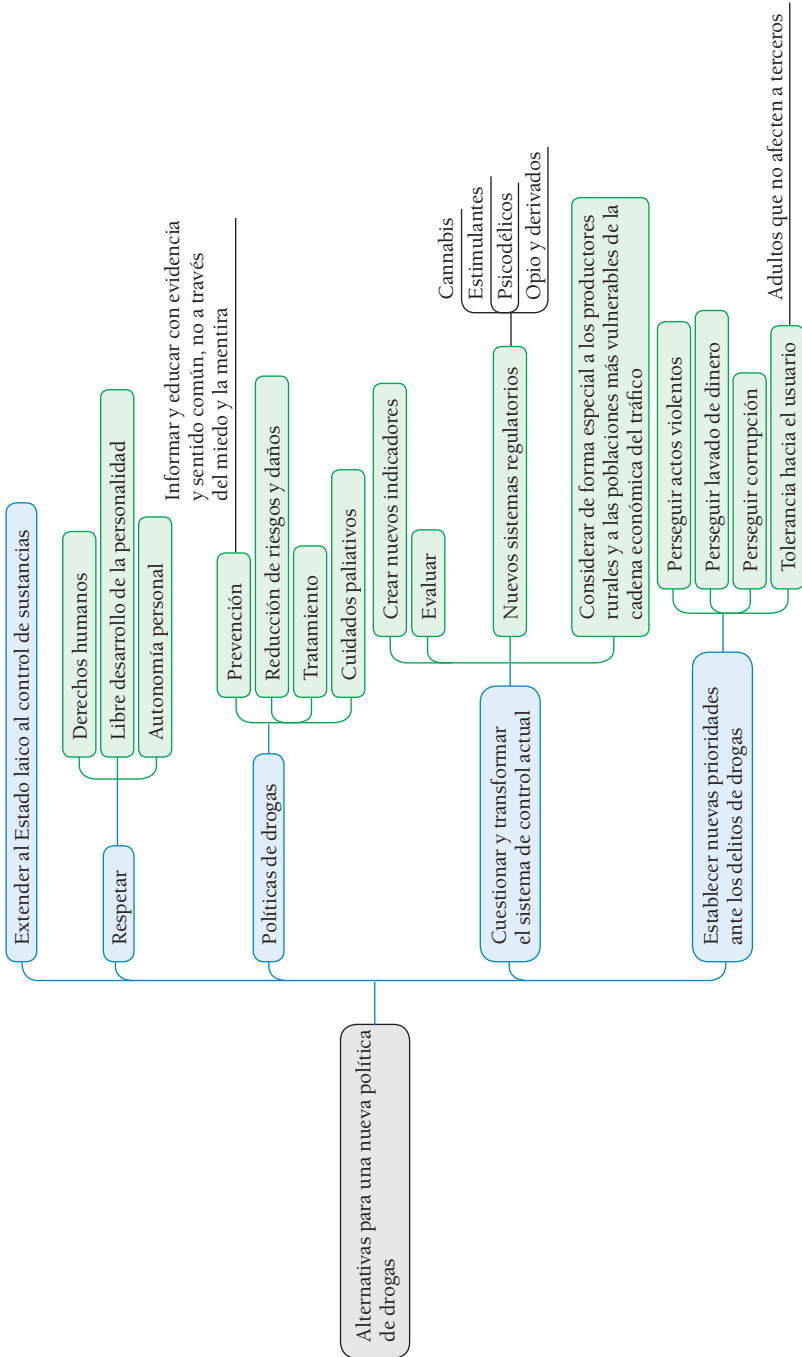 Alternativas para una nueva política
de drogas
Extender al Estado laico al control de sustancias
Respetar
Derechos humanos
Libre desarrollo de la personalidad
Autonomía personal
Políticas de drogas
Prevención
Informar y educar con evidencia
y sentido común, no a través
del miedo y la mentira
Reducción de riesgos y daños
Tratamiento
Cuidados paliativos
Cuestionar y transformar
el sistema de control actual
Crear nuevos indicadores
Evaluar
Nuevos sistemas regulatorios
Cannabis
Estimulantes
Psicodélicos
Opio y derivados
Considerar de forma especial a los productores
rurales y a las poblaciones más vulnerables de la
cadena económica del tráfico
Establecer nuevas prioridades
ante los delitos de drogas
Perseguir actos violentos
Perseguir lavado de dinero
Perseguir corrupción
Tolerancia hacia el usuario
Adultos que no afecten a terceros